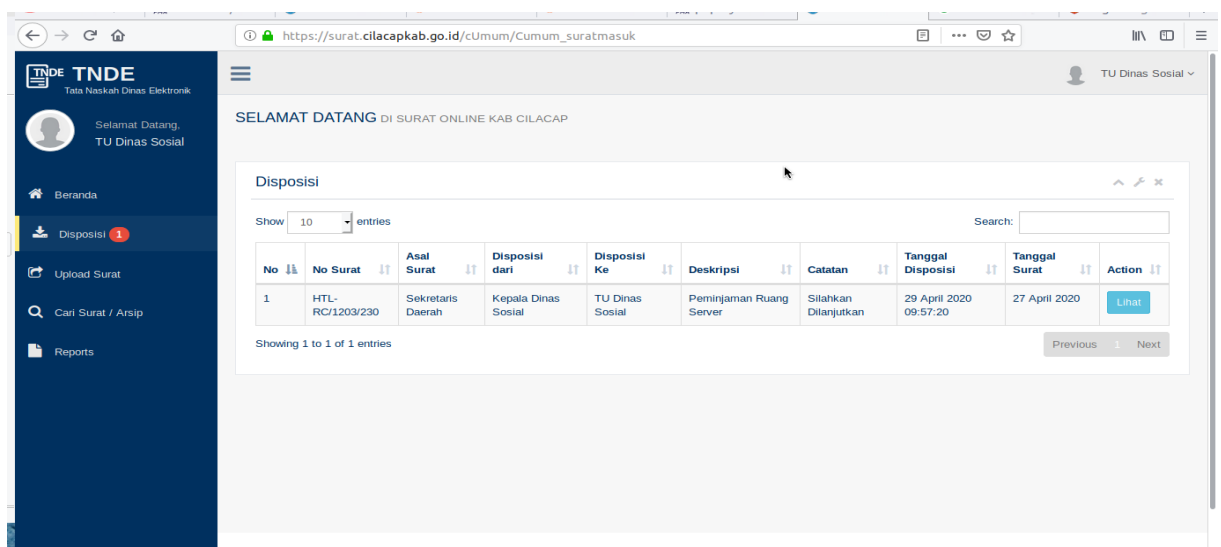 https://surat.cilacapkab.go.id/cUmum/Cumum_suratmasuk
TNDE TNDE
Tata Naskah Dinas Elektronik
TU Dinas Sosial
Selamat Datang,
TU Dinas Sosial
SELAMAT DATANG DI SURAT ONLINE KAB CILACAP
Beranda
Disposisi 1
Upload Surat
Cari Surat / Arsip
Reports
Disposisi
Show 10 entries
Search:
No No Surat Asal Surat Disposisi dari Disposisi Ke Deskripsi Catatan Tanggal Disposisi Tanggal Surat Action
1 HTL-RC/1203/230 Sekretaris Daerah Kepala Dinas Sosial TU Dinas Sosial Peminjaman Ruang Server Silahkan Dilanjutkan 29 April 2020 09:57:20 27 April 2020 Lihat
Showing 1 to 1 of 1 entries
Previous 1 Next